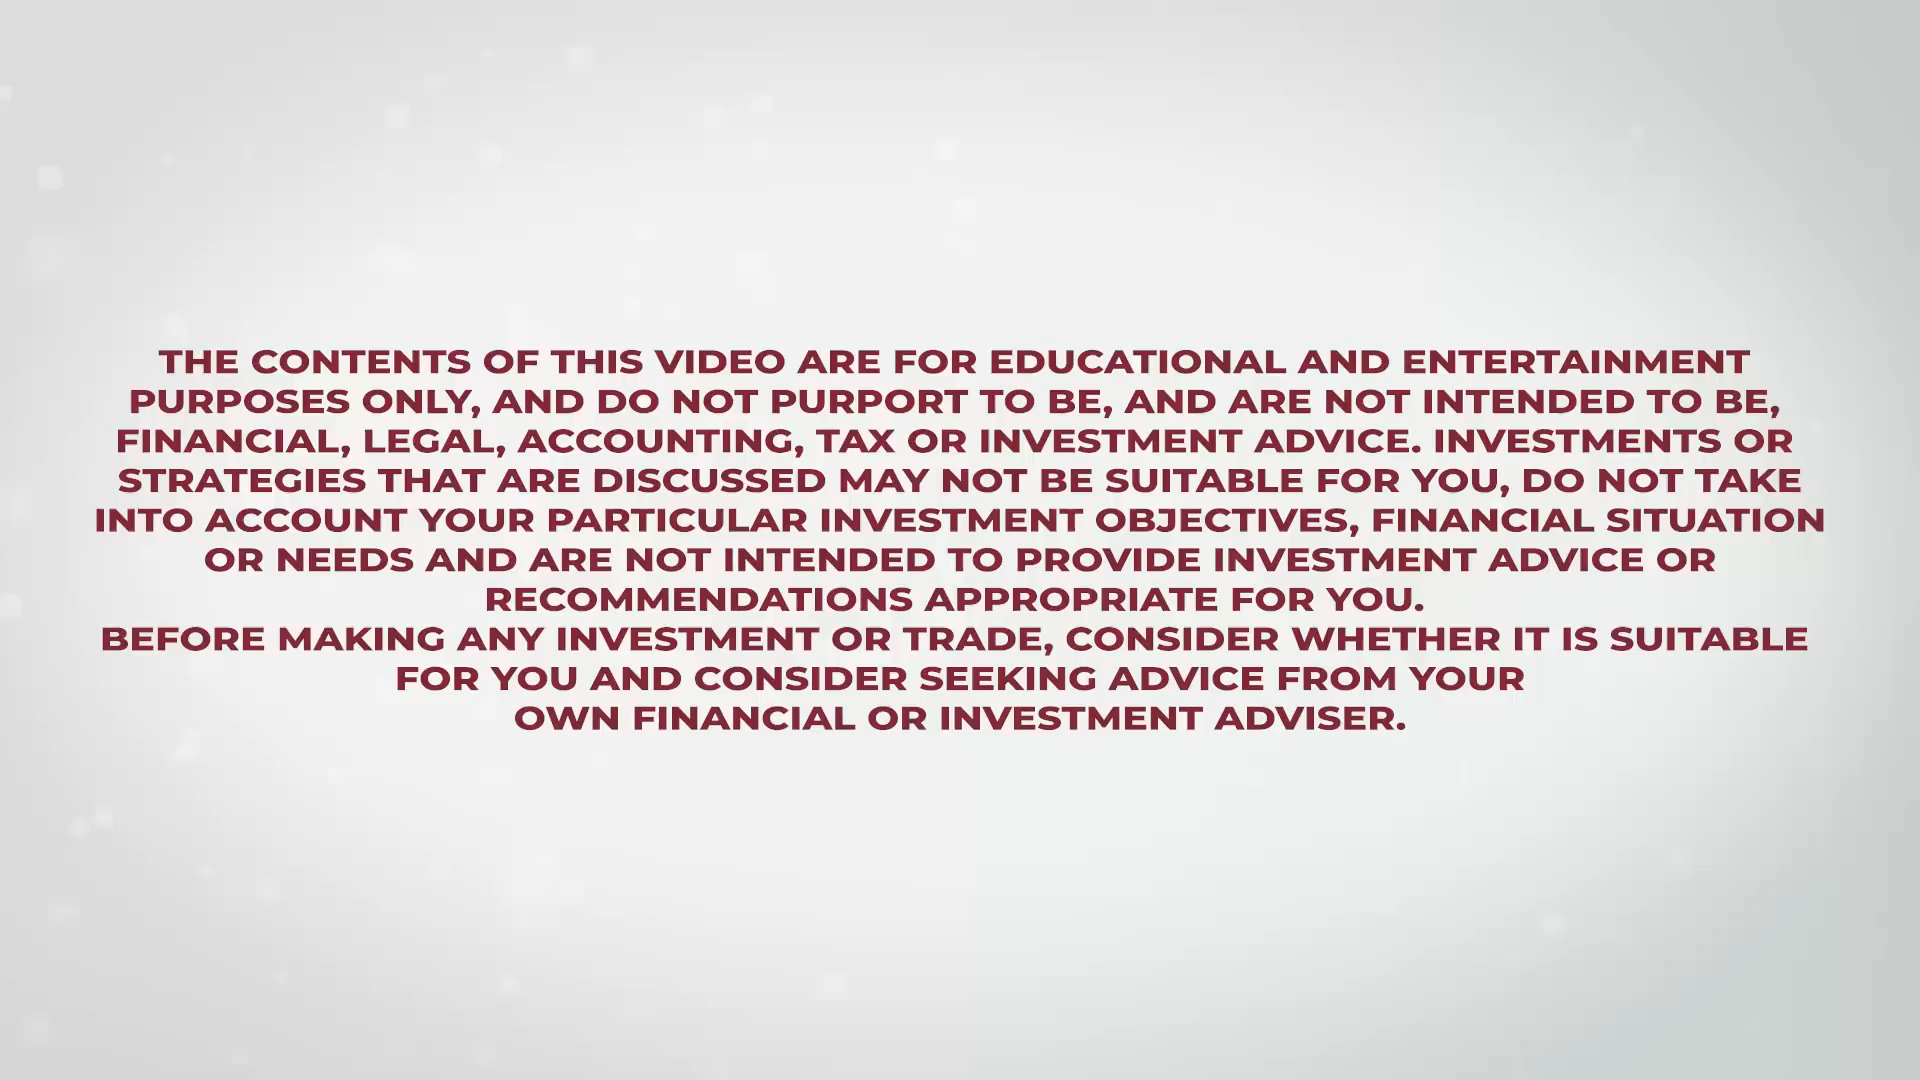 THE CONTENTS OF THIS VIDEO ARE FOR EDUCATIONAL AND ENTERTAINMENT
PURPOSES ONLY, AND DO NOT PURPORT TO BE, AND ARE NOT INTENDED TO BE,
FINANCIAL, LEGAL, ACCOUNTING, TAX OR INVESTMENT ADVICE. INVESTMENTS OR
STRATEGIES THAT ARE DISCUSSED MAY NOT BE SUITABLE FOR YOU, DO NOT TAKE
INTO ACCOUNT YOUR PARTICULAR INVESTMENT OBJECTIVES, FINANCIAL SITUATION
OR NEEDS AND ARE NOT INTENDED TO PROVIDE INVESTMENT ADVICE OR
RECOMMENDATIONS APPROPRIATE FOR YOU.
BEFORE MAKING ANY INVESTMENT OR TRADE, CONSIDER WHETHER IT IS SUITABLE
FOR YOU AND CONSIDER SEEKING ADVICE FROM YOUR
OWN FINANCIAL OR INVESTMENT ADVISER.